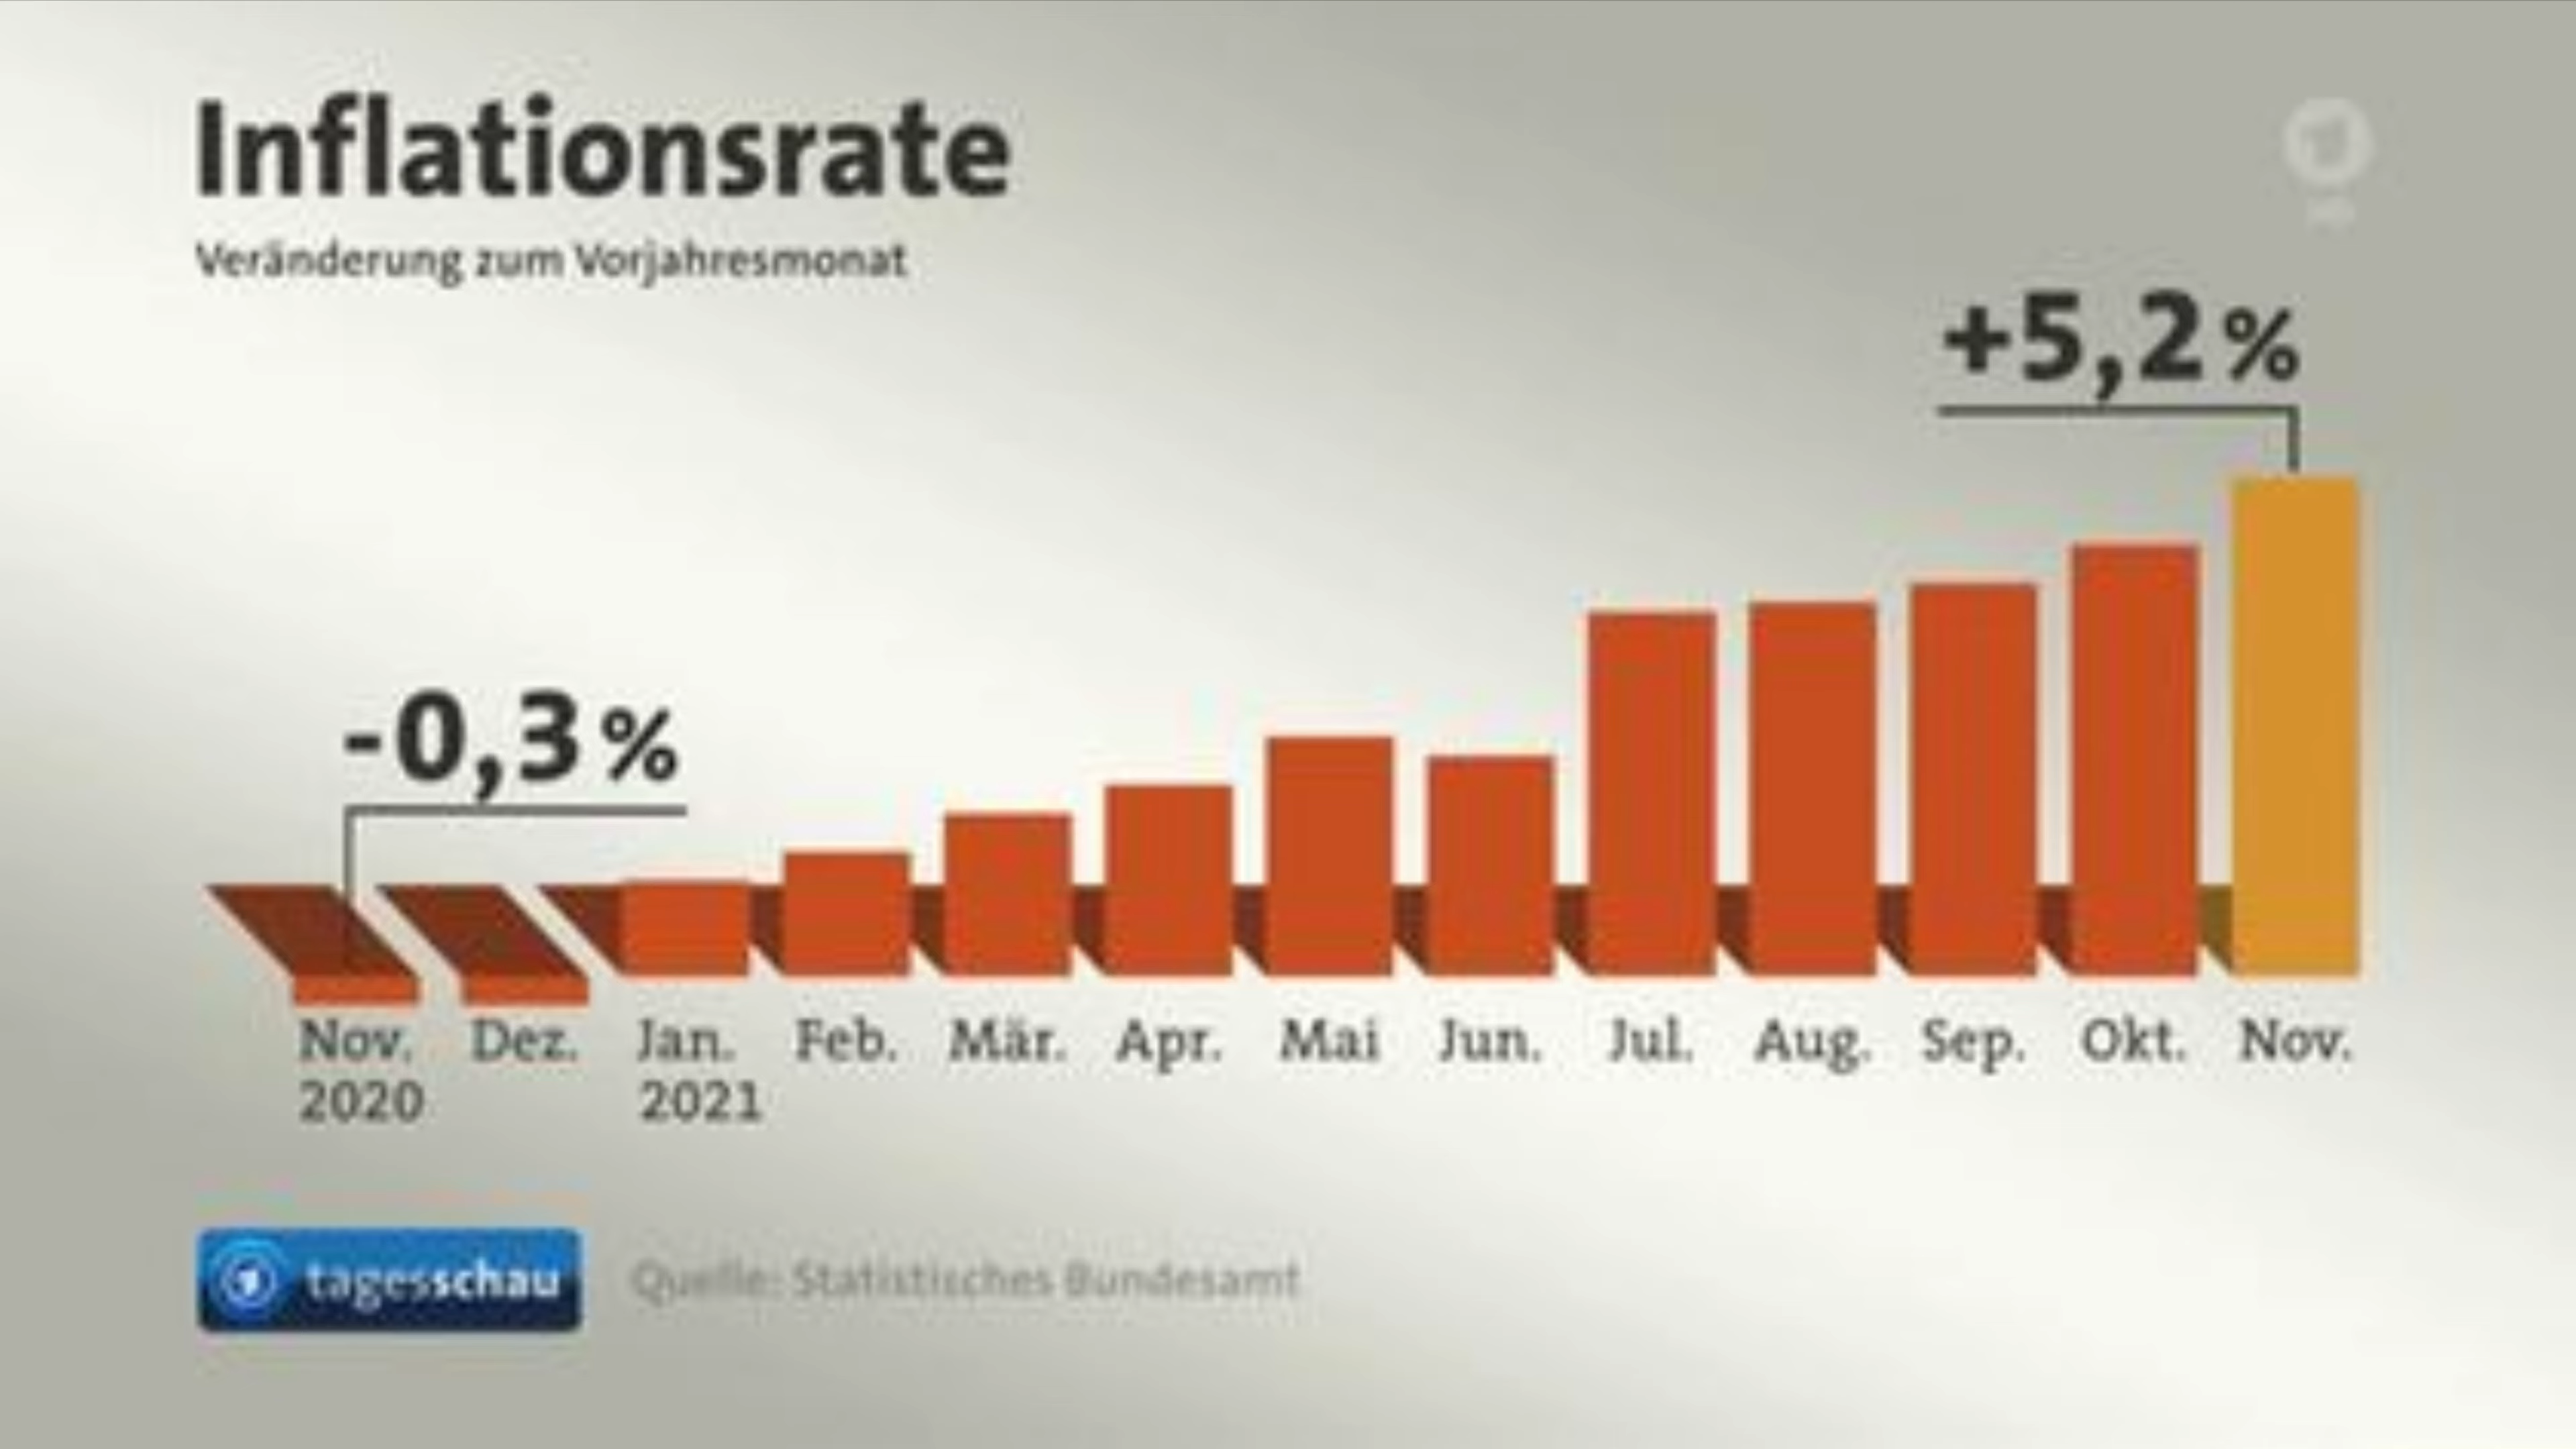 Inflationsrate
Veränderung zum Vorjahresmonat
+5,2 %
-0,3 %
Nov. Dez. Jan. Feb. Mär. Apr. Mai Jun. Jul. Aug. Sep. Okt. Nov.
2020 2021
tagesschau Quelle: Statistisches Bundesamt